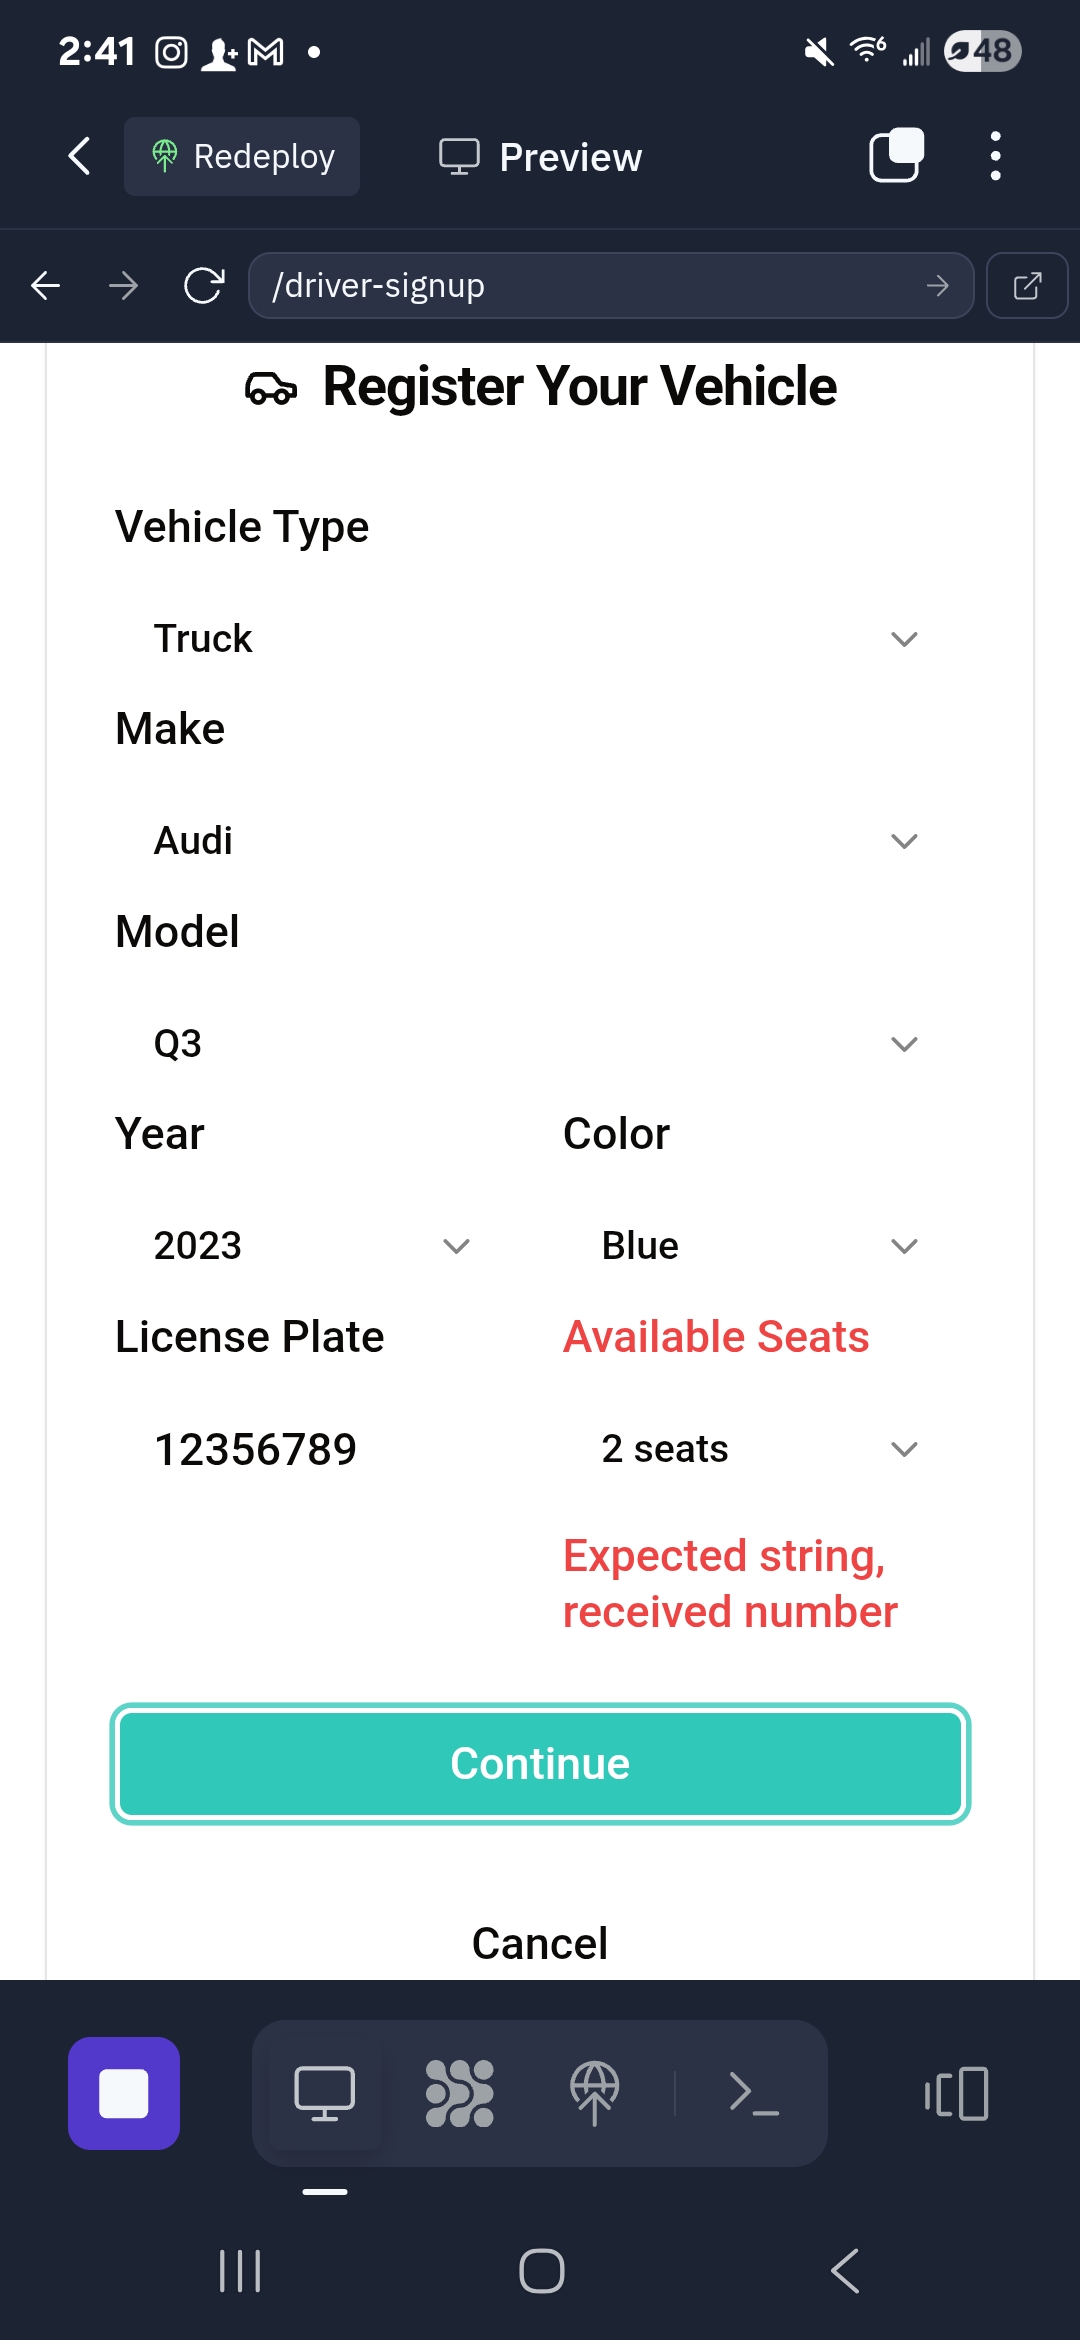 2:41
48
Redeploy
Preview
/driver-signup
Register Your Vehicle
Vehicle Type
Truck
Make
Audi
Model
Q3
Year
Color
2023
Blue
License Plate
Available Seats
12356789
2 seats
Expected string,
received number
Continue
Cancel